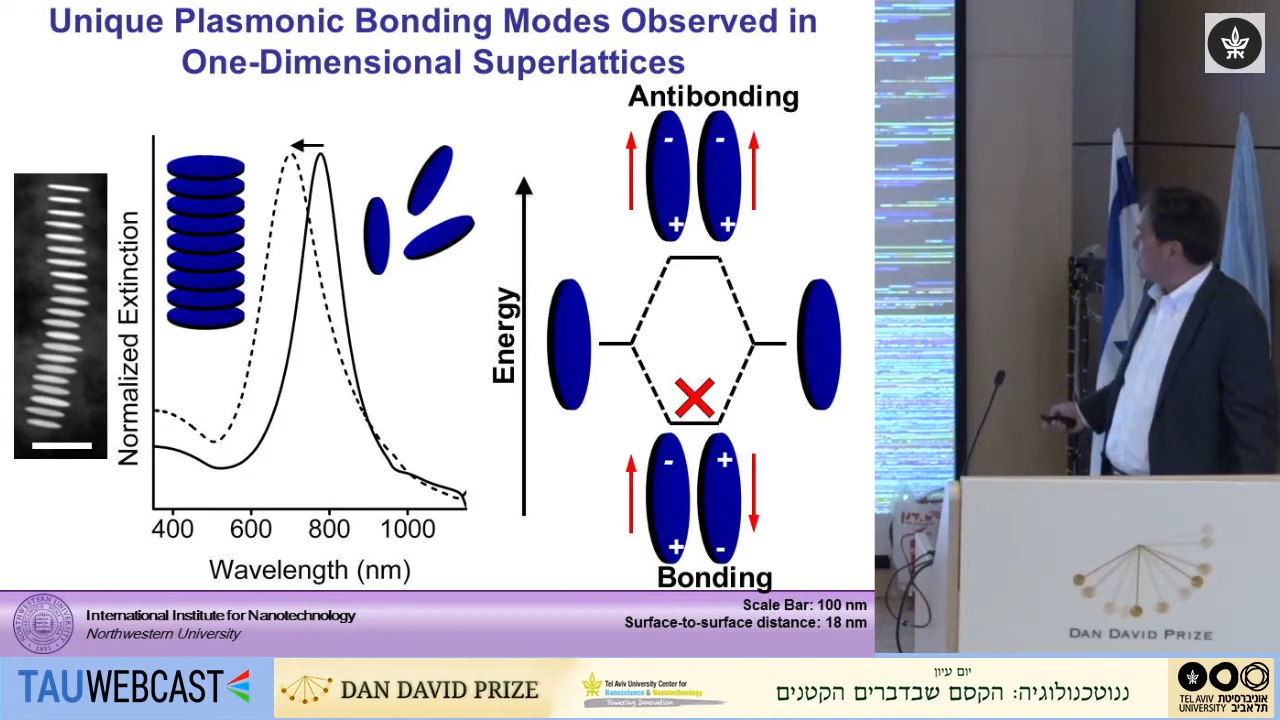 Unique Plasmonic Bonding Modes Observed in
One-Dimensional Superlattices
Normalized Extinction
400 600 800 1000
Wavelength (nm)
Energy
Antibonding
- -
+ +
- +
+ -
Bonding
Scale Bar: 100 nm
Surface-to-surface distance: 18 nm
International Institute for Nanotechnology
Northwestern University
DAN DAVID PRIZE
TAUWEBCAST
DAN DAVID PRIZE
Tel Aviv University Center for
Nanoscience & Nanotechnology
Powering Innovation
יום עיון
ננוטכנולוגיה: הקסם שבדברים הקטנים
TEL AVIV UNIVERSITY
אוניברסיטת תל אביב